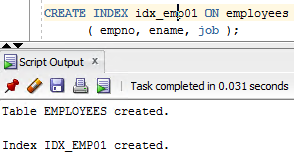 CREATE INDEX idx_emp01 ON employees
( empno, ename, job );
Script Output
Task completed in 0.031 seconds
Table EMPLOYEES created.
Index IDX_EMP01 created.